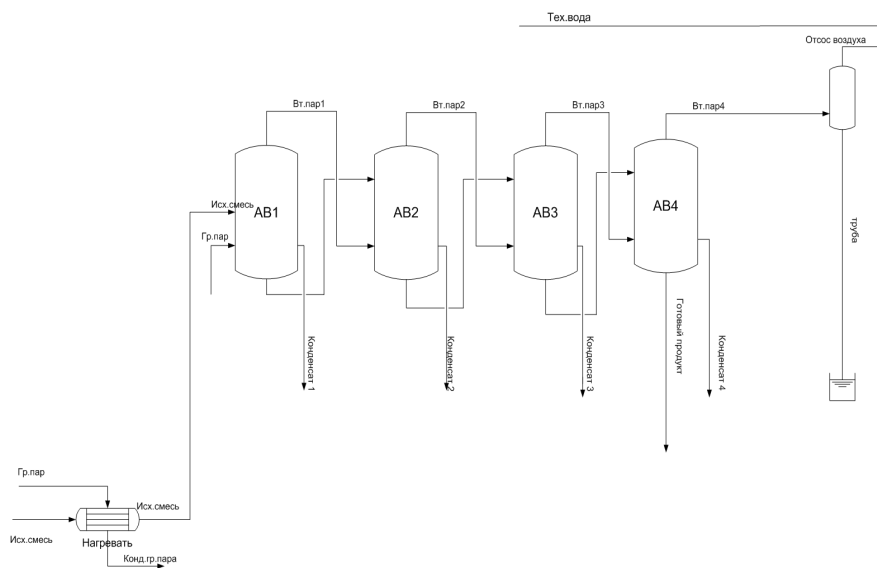 Тех.вода
Отсос воздуха
Вт.пар1
Вт.пар2
Вт.пар3
Вт.пар4
АВ1
АВ2
АВ3
АВ4
Исх.смесь
Гр.пар
труба
Конденсат 1
Конденсат 2
Конденсат 3
Готовый продукт
Конденсат 4
Гр.пар
Исх.смесь
Исх.смесь
Нагревать
Конд.гр.пара